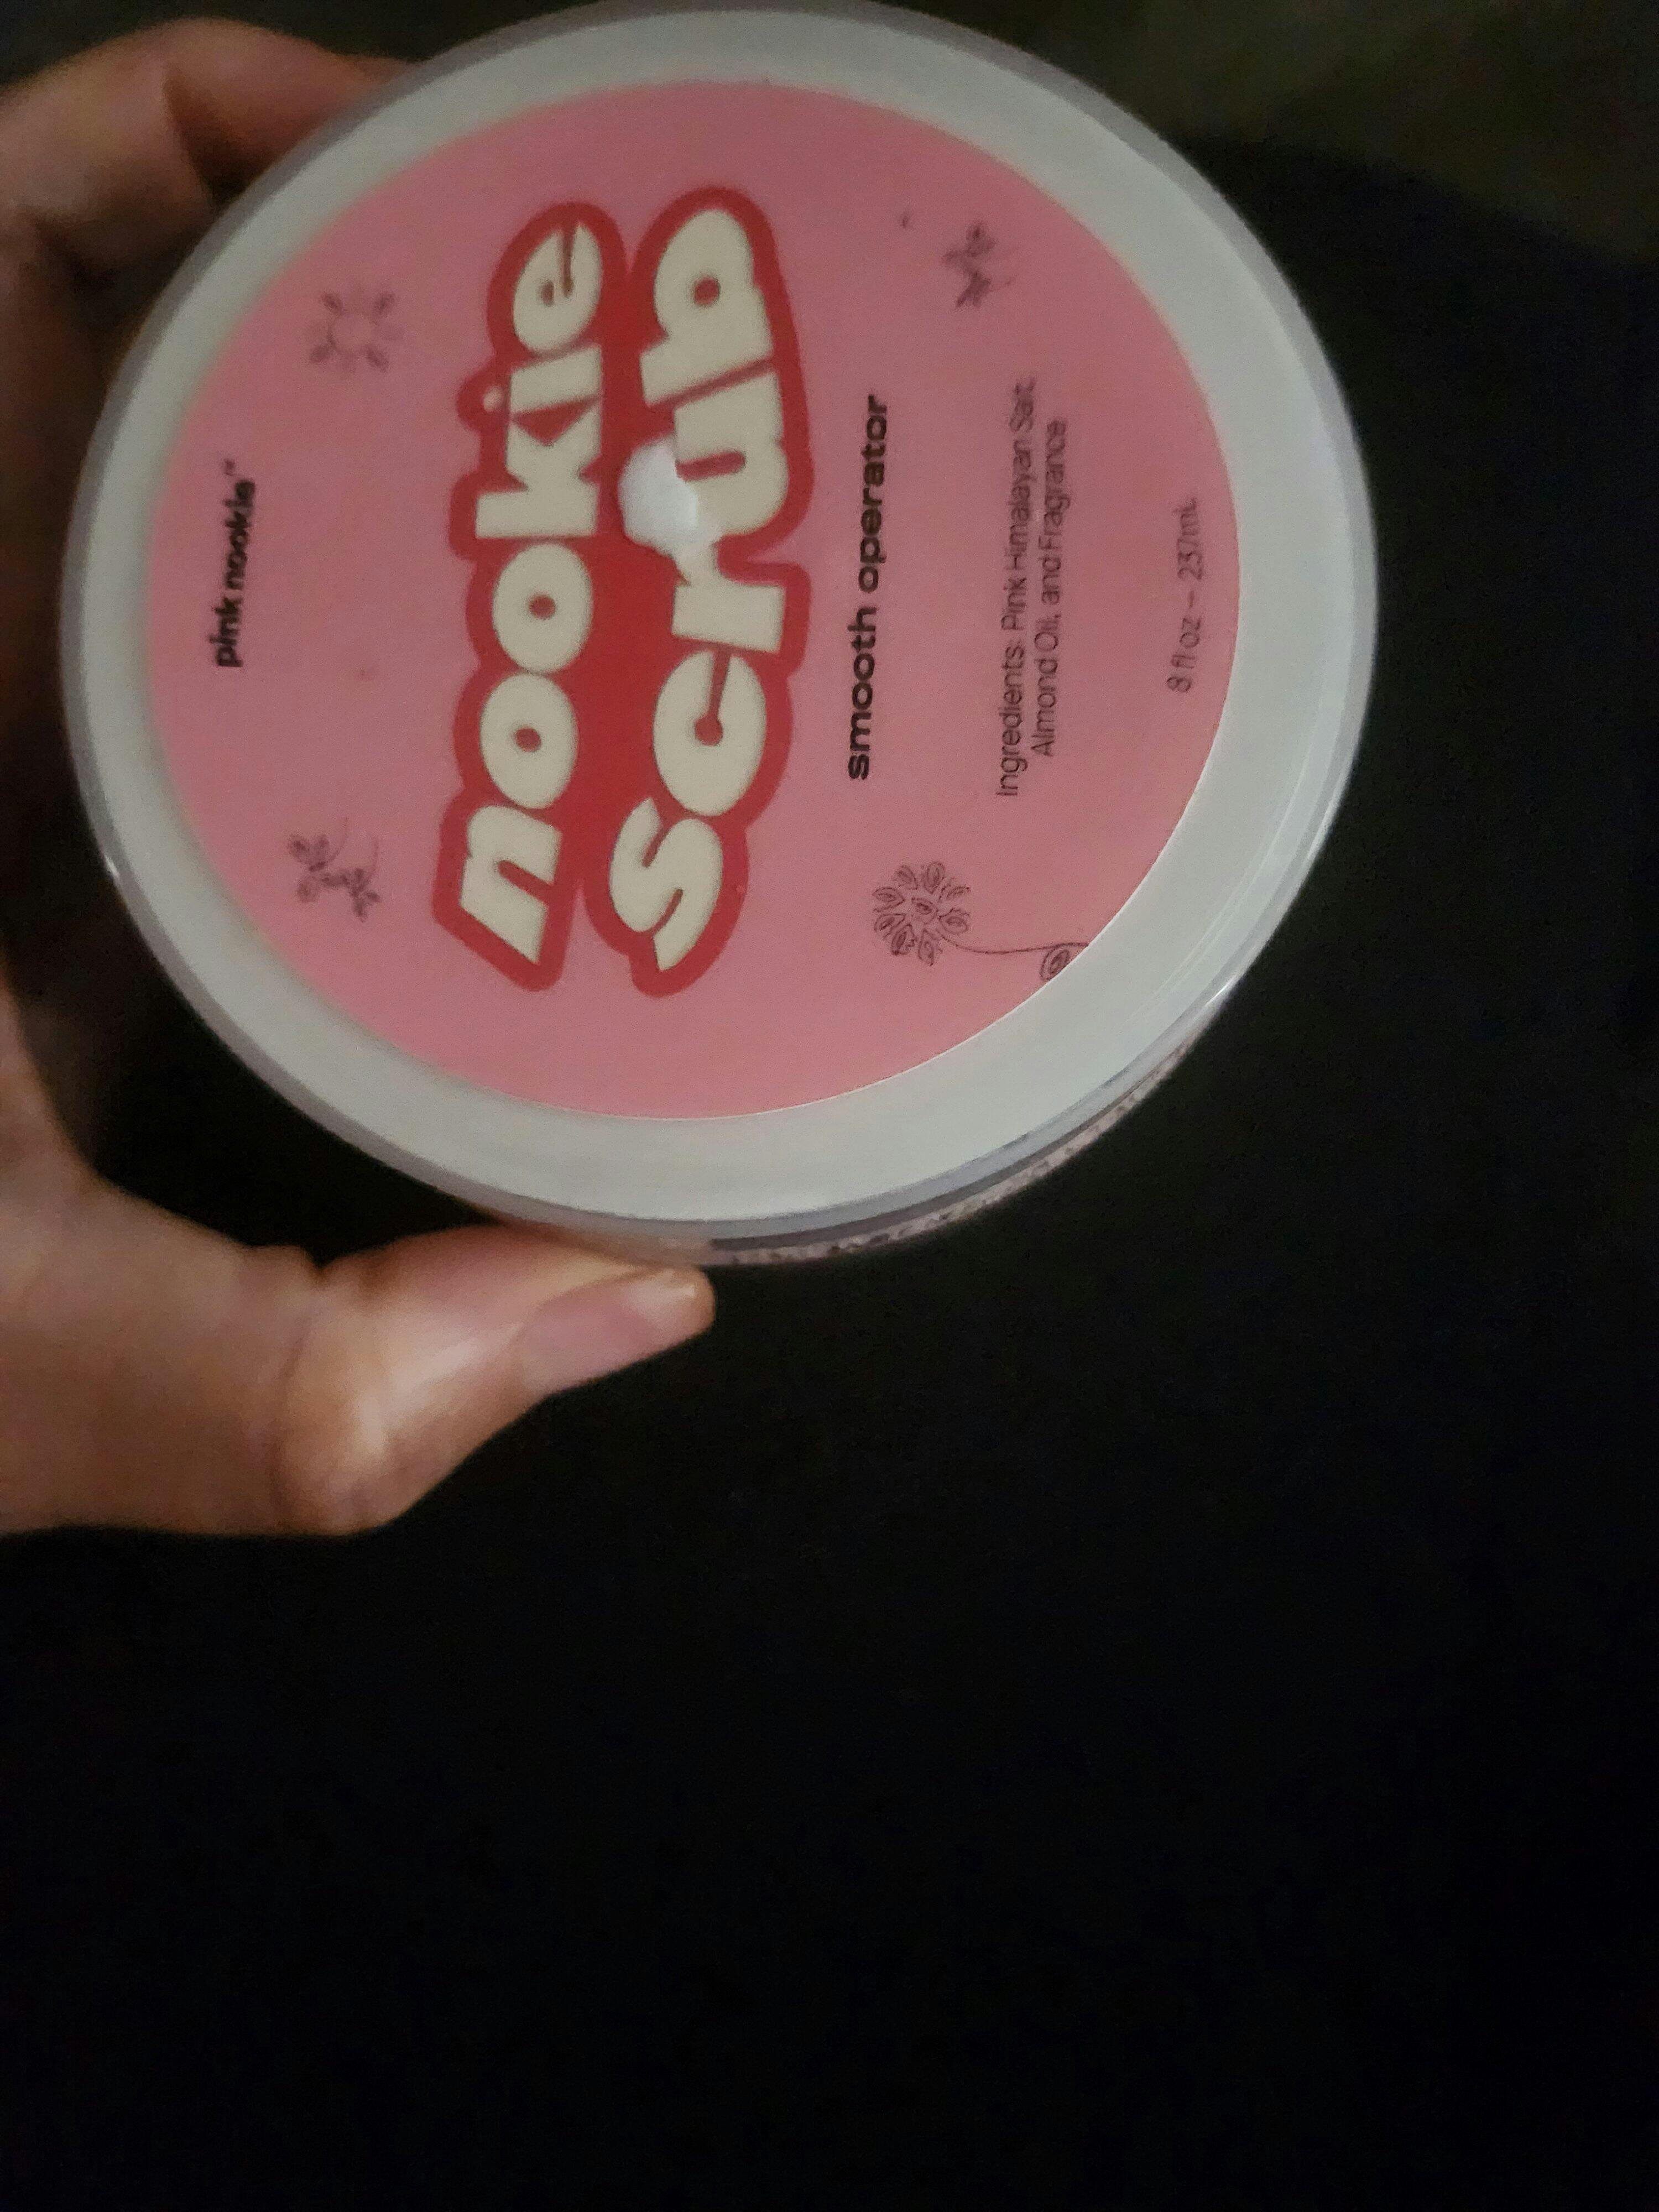 pink nookie™
nookie
scrub
smooth operator
Ingredients: Pink Himalayan Salt,
Almond Oil, and Fragrance
8 fl oz – 237mL